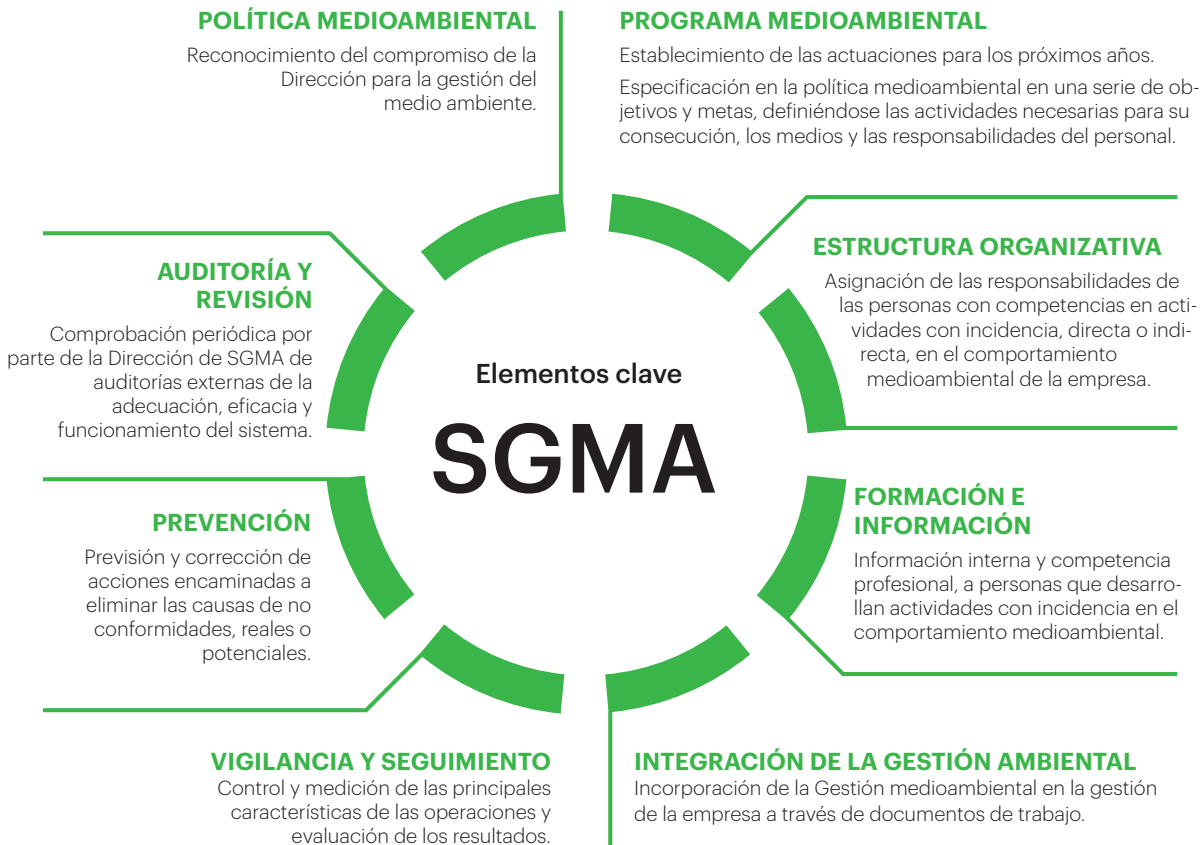 POLÍTICA MEDIOAMBIENTAL
Reconocimiento del compromiso de la
Dirección para la gestión del
medio ambiente.
PROGRAMA MEDIOAMBIENTAL
Establecimiento de las actuaciones para los próximos años.
Especificación en la política medioambiental en una serie de ob-
jetivos y metas, definiéndose las actividades necesarias para su
consecución, los medios y las responsabilidades del personal.
ESTRUCTURA ORGANIZATIVA
Asignación de las responsabilidades de
las personas con competencias en acti-
vidades con incidencia, directa o indi-
recta, en el comportamiento
medioambiental de la empresa.
AUDITORÍA Y
REVISIÓN
Comprobación periódica por
parte de la Dirección de SGMA de
auditorías externas de la
adecuación, eficacia y
funcionamiento del sistema.
Elementos clave
SGMA
FORMACIÓN E
INFORMACIÓN
Información interna y competencia
profesional, a personas que desarro-
llan actividades con incidencia en el
comportamiento medioambiental.
PREVENCIÓN
Previsión y corrección de
acciones encaminadas a
eliminar las causas de no
conformidades, reales o
potenciales.
VIGILANCIA Y SEGUIMIENTO
Control y medición de las principales
características de las operaciones y
evaluación de los resultados.
INTEGRACIÓN DE LA GESTIÓN AMBIENTAL
Incorporación de la Gestión medioambiental en la gestión
de la empresa a través de documentos de trabajo.